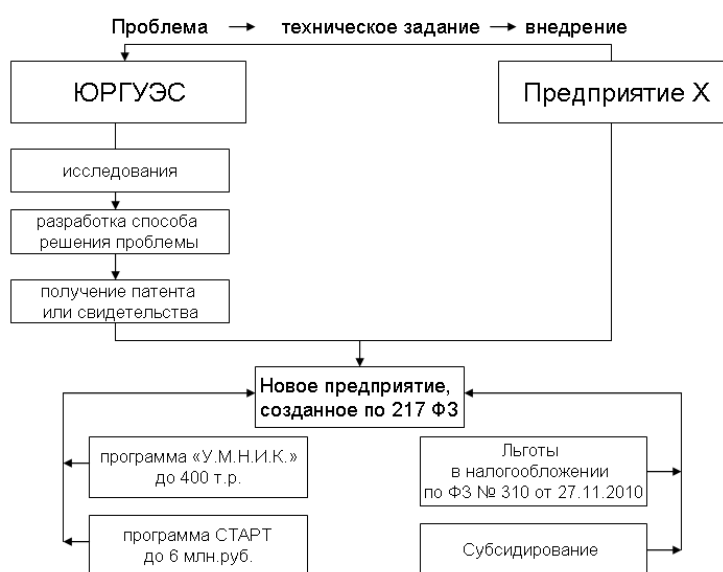 Проблема → техническое задание → внедрение
ЮРГУЭС
Предприятие X
исследования
разработка способа
решения проблемы
получение патента
или свидетельства
Новое предприятие,
созданное по 217 ФЗ
программа «У.М.Н.И.К.»
до 400 т.р.
Льготы
в налогообложении
по ФЗ № 310 от 27.11.2010
программа СТАРТ
до 6 млн.руб.
Субсидирование